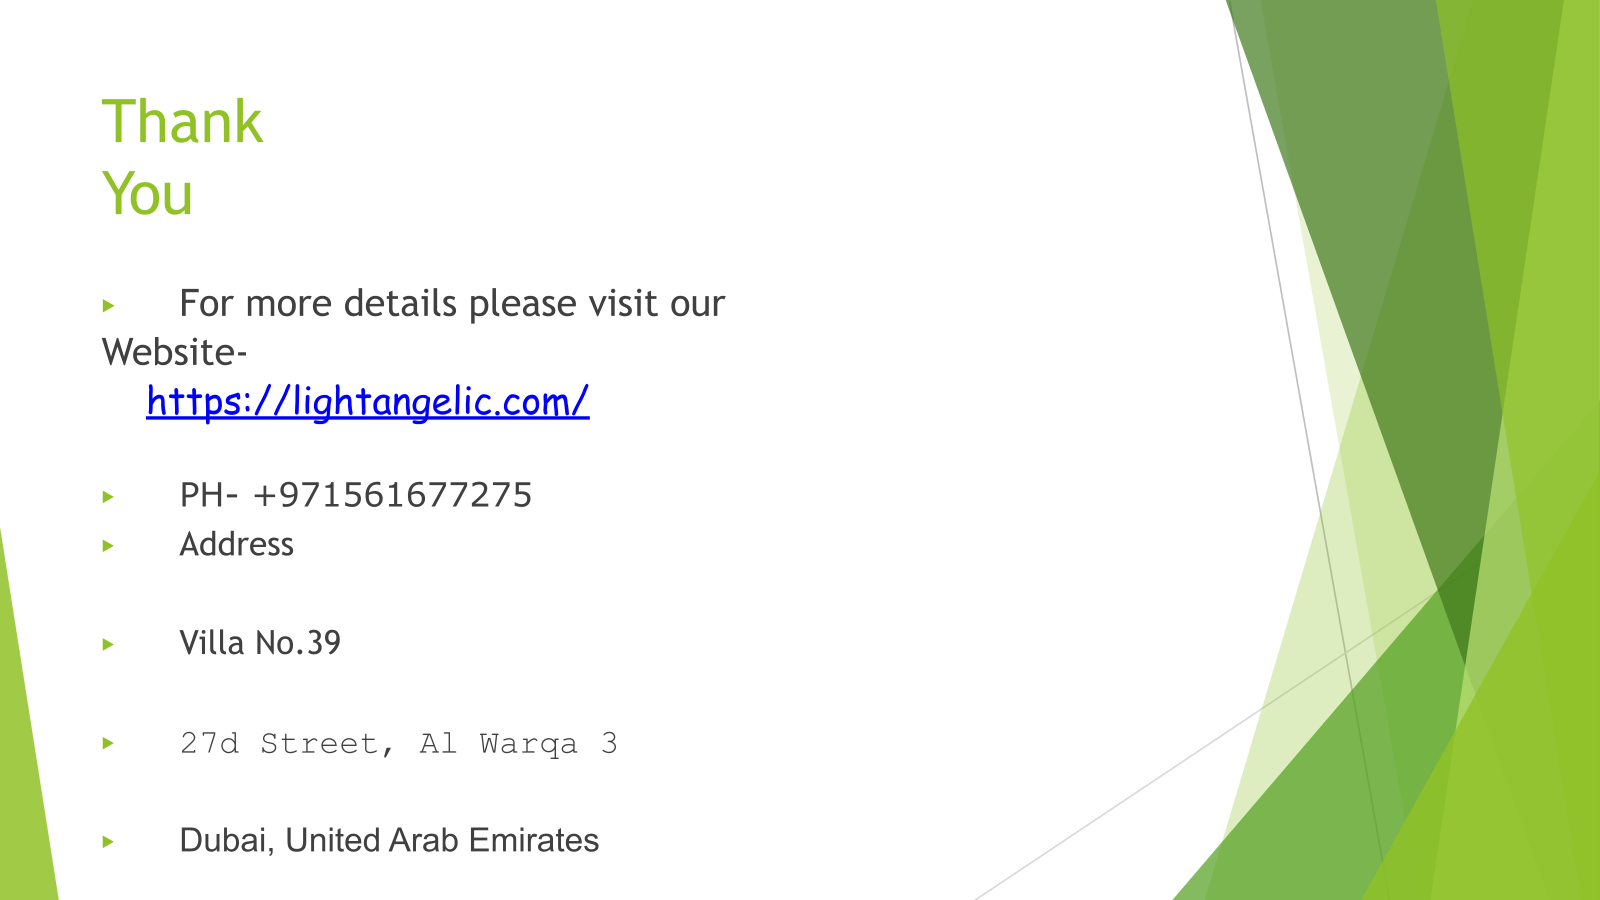 Thank
You
For more details please visit our
Website-
https://lightangelic.com/
PH- +971561677275
Address
Villa No.39
27d Street, Al Warqa 3
Dubai, United Arab Emirates